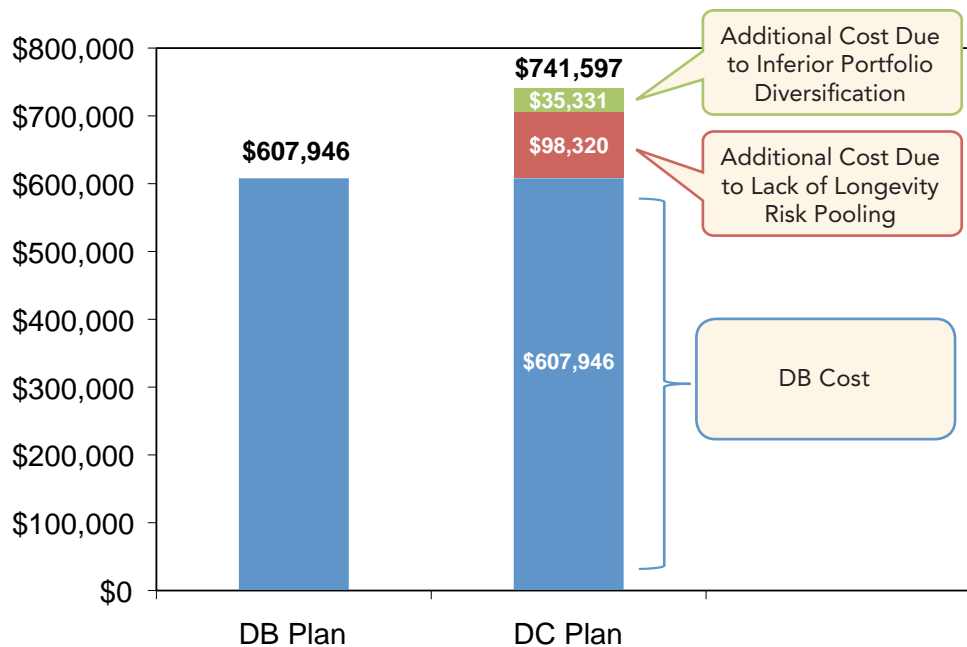 $800,000
$700,000
$600,000
$500,000
$400,000
$300,000
$200,000
$100,000
$0
$607,946
DB Plan
$741,597
$35,331
$98,320
$607,946
DC Plan
Additional Cost Due
to Inferior Portfolio
Diversification
Additional Cost Due
to Lack of Longevity
Risk Pooling
DB Cost